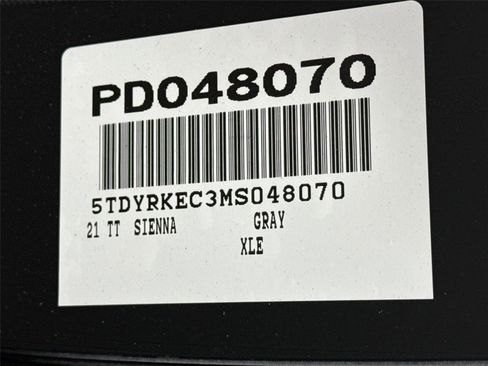 PD048070
5TDYRKEC3MS048070
21 TT SIENNA GRAY
XLE